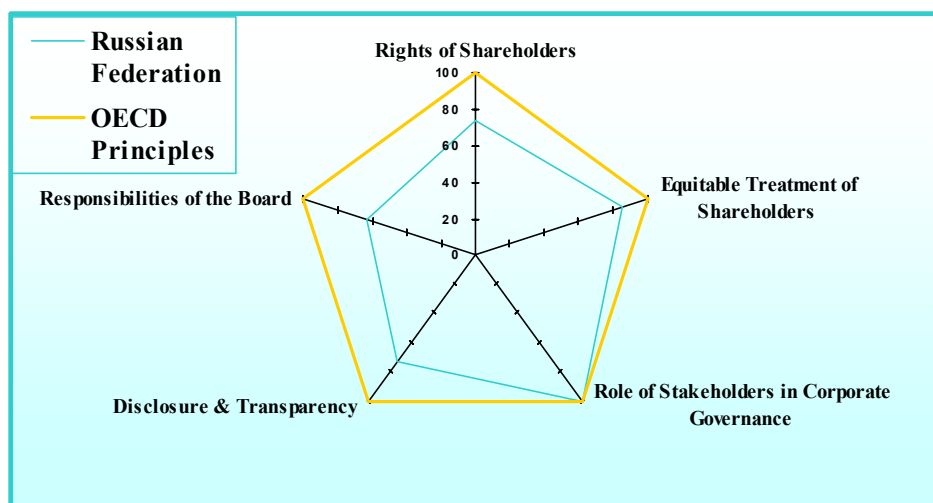 Russian
Federation
OECD
Principles
Rights of Shareholders
100
80
60
40
20
0
Equitable Treatment of
Shareholders
Responsibilities of the Board
Role of Stakeholders in Corporate
Governance
Disclosure & Transparency